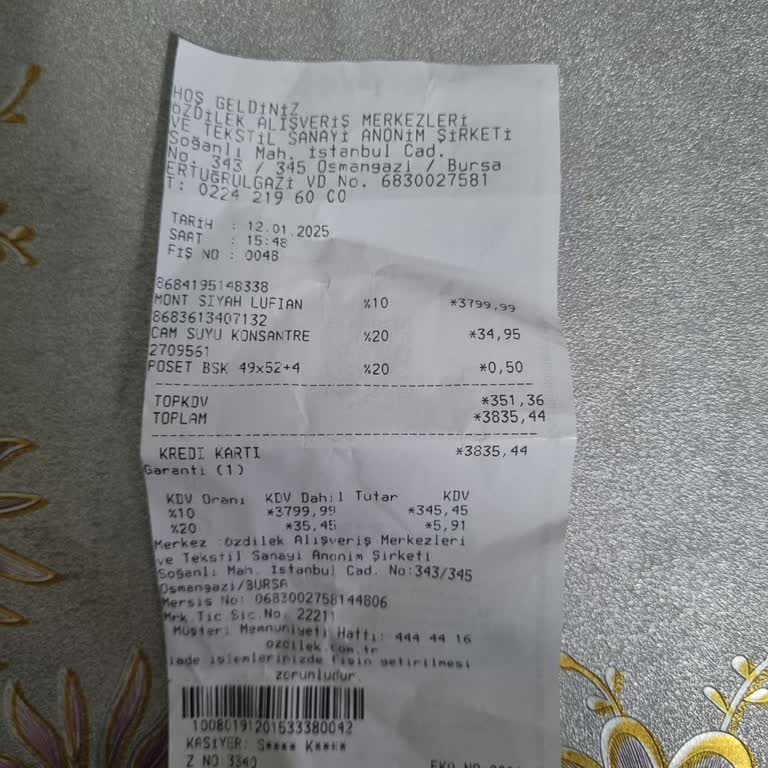 HOŞ GELDİNİZ
ÖZDİLEK ALIŞVERİŞ MERKEZLERİ
VE TEKSTİL SANAYİ ANONİM ŞİRKETİ
Soğanlı Mah. İstanbul Cad.
No. 343 / 345 Osmangazi / Bursa
ERTUĞRULGAZİ VD No. 6830027581
T: 0224 219 60 00
TARİH : 12.01.2025
SAAT : 15:48
FİŞ NO : 0048
8684195148338
MONT SİYAH LUFIAN %10 *3799,99
8683613407132
CAM SUYU KONSANTRE %20 *34,95
2709561
POSET BSK 49x52+4 %20 *0,50
TOPKDV *351,36
TOPLAM *3835,44
KREDİ KARTI *3835,44
Garanti (1)
KDV Oranı KDV Dahil Tutar KDV
%10 *3799,99 *345,45
%20 *35,45 *5,91
Merkez :Özdilek Alışveriş Merkezleri
ve Tekstil Sanayi Anonim Şirketi
Soğanlı Mah. İstanbul Cad. No:343/345
Osmangazi/BURSA
Mersis No: 0683002758144806
Mrk.Tic Sic.No. 22211
Müşteri Memnuniyeti Hattı: 444 44 16
ozdilek.com.tr
İade işlemlerinizde fişin getirilmesi
zorunludur.
10080191201533380042
KASİYER: S**** K****
Z NO 3340
EKÜ NO